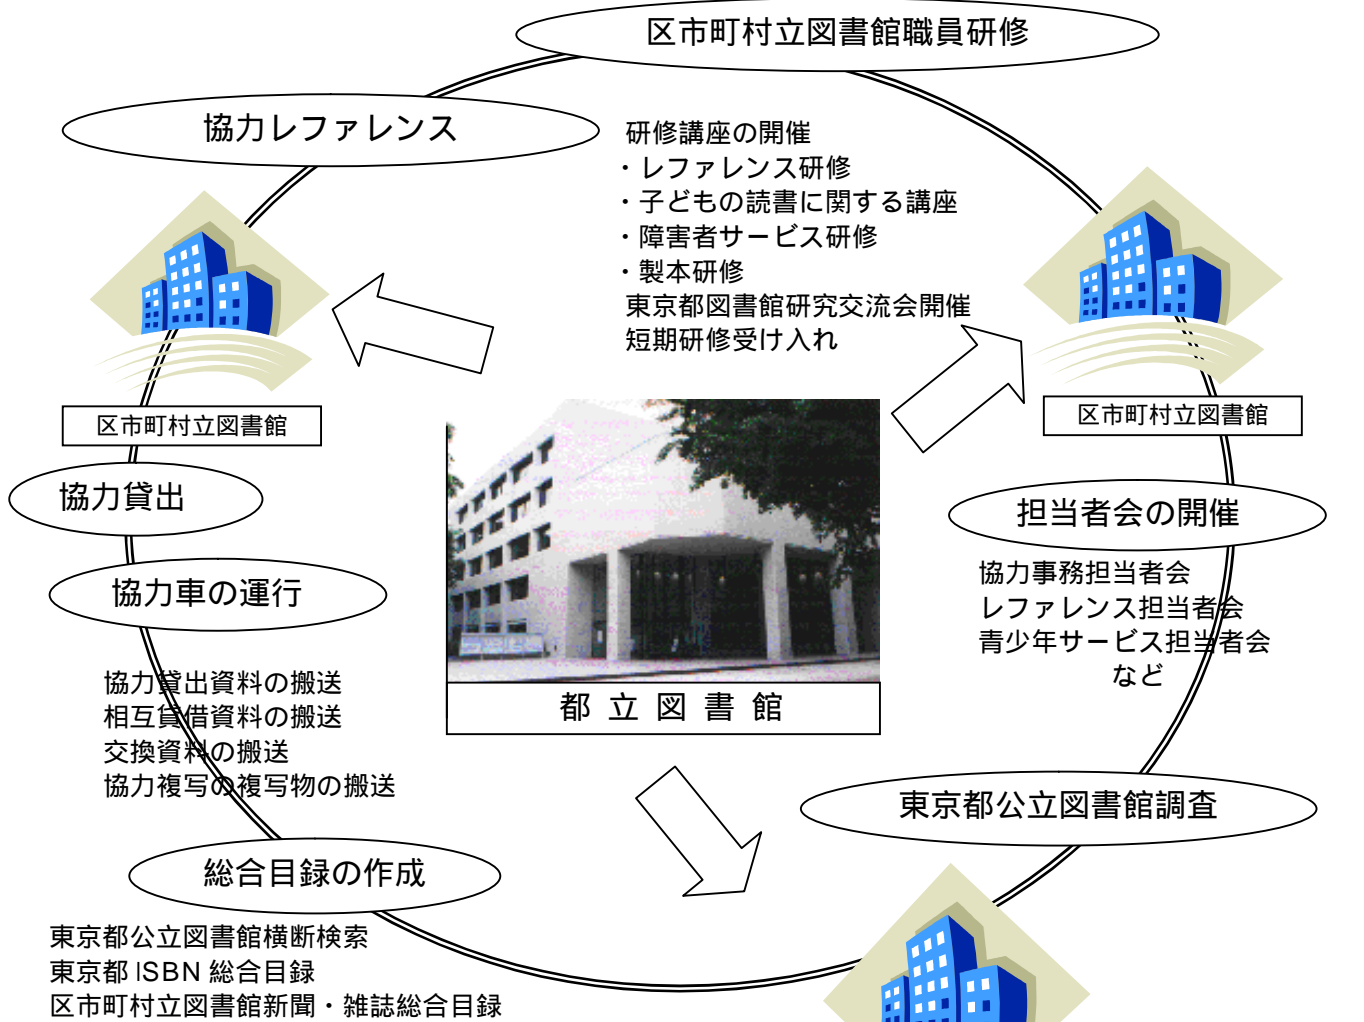 区市町村立図書館職員研修
協力レファレンス
研修講座の開催
・レファレンス研修
・子どもの読書に関する講座
・障害者サービス研修
・製本研修
東京都図書館研究交流会開催
短期研修受け入れ
区市町村立図書館
区市町村立図書館
協力貸出
担当者会の開催
協力事務担当者会
レファレンス担当者会
青少年サービス担当者会
など
協力車の運行
協力貸出資料の搬送
相互貸借資料の搬送
交換資料の搬送
協力複写の複写物の搬送
都立図書館
東京都公立図書館調査
総合目録の作成
東京都公立図書館横断検索
東京都 ISBN 総合目録
区市町村立図書館新聞・雑誌総合目録